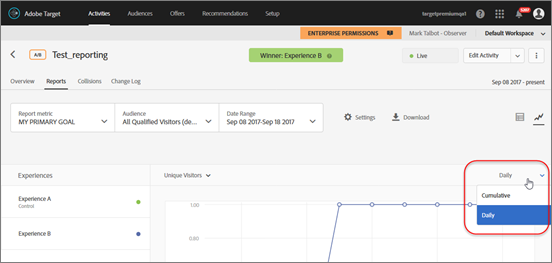 Adobe Target Activities Audiences Offers Recommendations Setup targetpremiumqe1
ENTERPRISE PERMISSIONS Mark Talbot - Observer Default Workspace
A/B Test_reporting Winner: Experience B Live Edit Activity
Overview Reports Collisions Change Log Sep 08 2017 - present
Report metric
MY PRIMARY GOAL
Audience
All Qualified Visitors (de...
Date Range
Sep 08 2017-Sep 18 2017
Settings Download
Experiences Unique Visitors Daily
Cumulative
Daily
Experience A
Control
Experience B
1.00
0.80